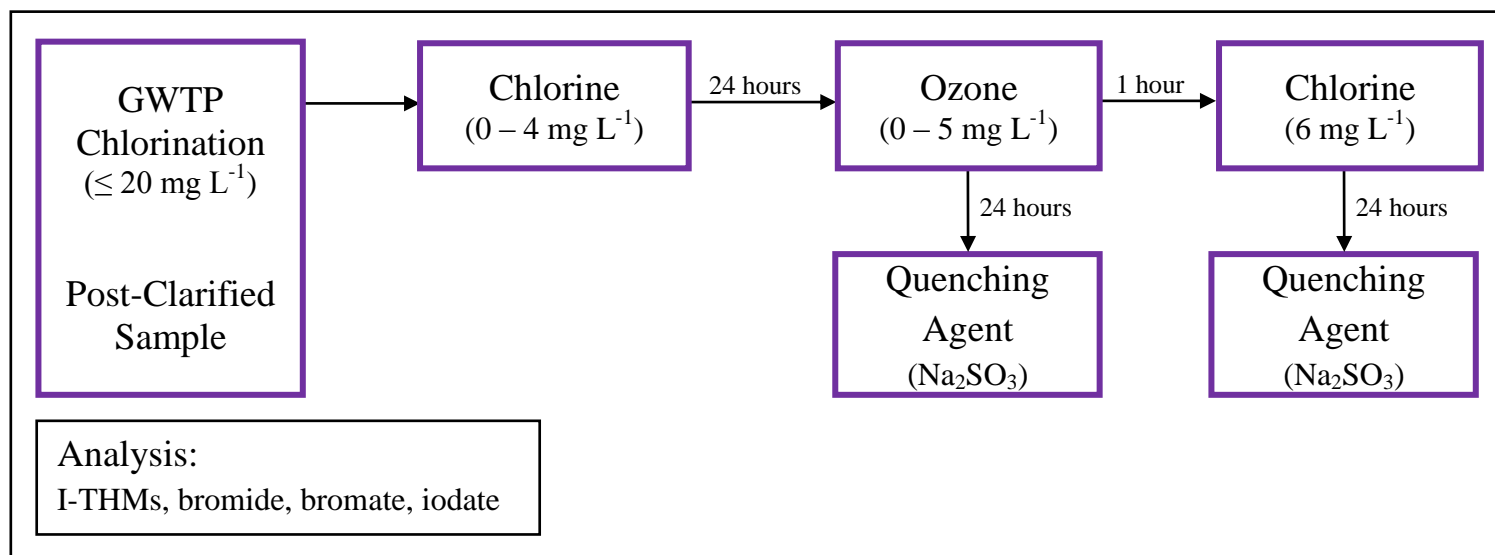 GWTP
Chlorination
(≤ 20 mg L⁻¹)
Post-Clarified
Sample
Chlorine
(0 – 4 mg L⁻¹)
24 hours
Ozone
(0 – 5 mg L⁻¹)
1 hour
Chlorine
(6 mg L⁻¹)
24 hours
24 hours
Quenching
Agent
(Na₂SO₃)
Quenching
Agent
(Na₂SO₃)
Analysis:
I-THMs, bromide, bromate, iodate